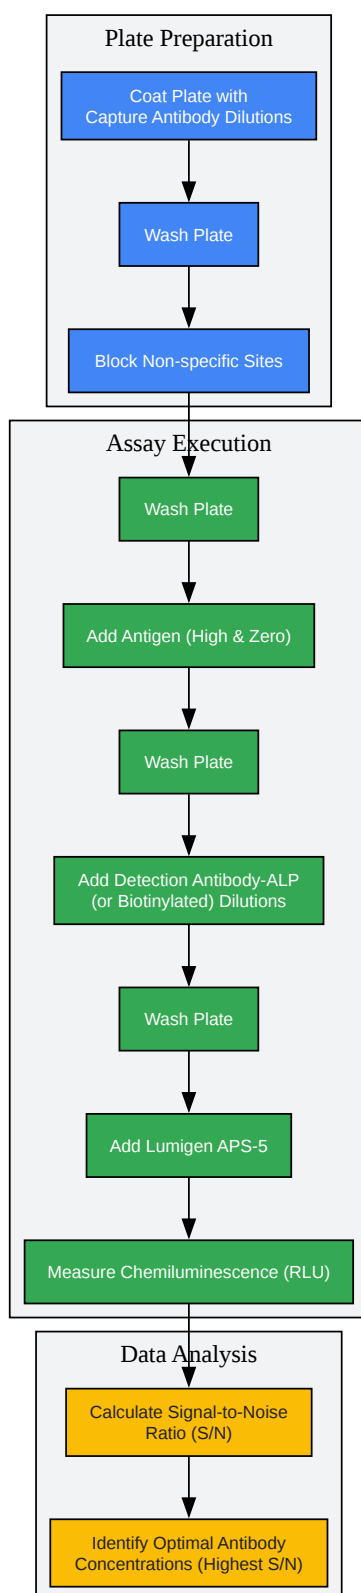 Plate Preparation
Coat Plate with
Capture Antibody Dilutions
Wash Plate
Block Non-specific Sites
Assay Execution
Wash Plate
Add Antigen (High & Zero)
Wash Plate
Add Detection Antibody-ALP
(or Biotinylated) Dilutions
Wash Plate
Add Lumigen APS-5
Measure Chemiluminescence (RLU)
Data Analysis
Calculate Signal-to-Noise
Ratio (S/N)
Identify Optimal Antibody
Concentrations (Highest S/N)